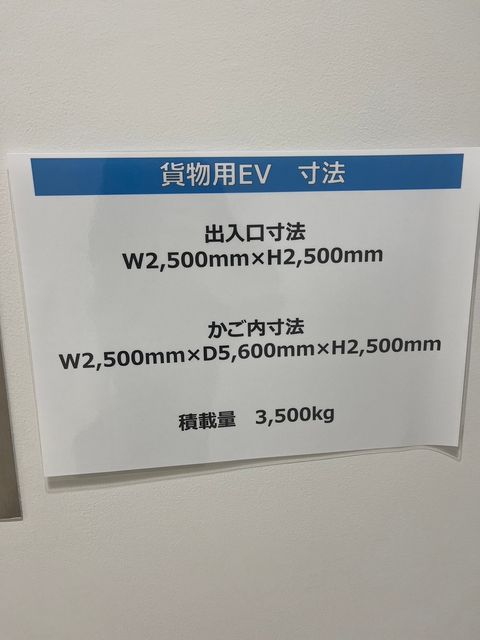 貨物用EV　寸法
出入口寸法
W2,500mm×H2,500mm
かご内寸法
W2,500mm×D5,600mm×H2,500mm
積載量　3,500kg